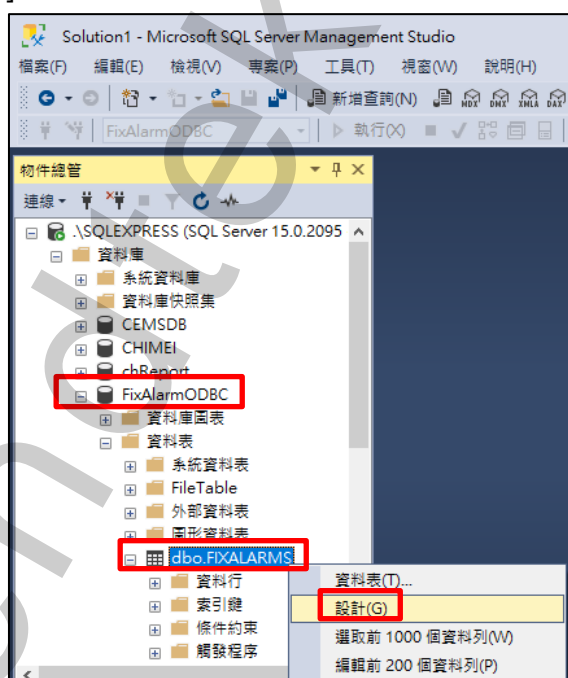 Solution1 - Microsoft SQL Server Management Studio
檔案(F) 編輯(E) 檢視(V) 專案(P) 工具(T) 視窗(W) 說明(H)
新增查詢(N) MDX DMX XMLA DAX
FixAlarmODBC 執行(X)
物件總管
連線
.\SQLEXPRESS (SQL Server 15.0.2095
資料庫
系統資料庫
資料庫快照集
CEMSDB
CHIMEI
chReport
FixAlarmODBC
資料庫圖表
資料表
系統資料表
FileTable
外部資料表
圖形資料表
dbo.FIXALARMS
資料行
資料表(T)...
索引鍵
設計(G)
條件約束
選取前 1000 個資料列(W)
觸發程序
編輯前 200 個資料列(P)